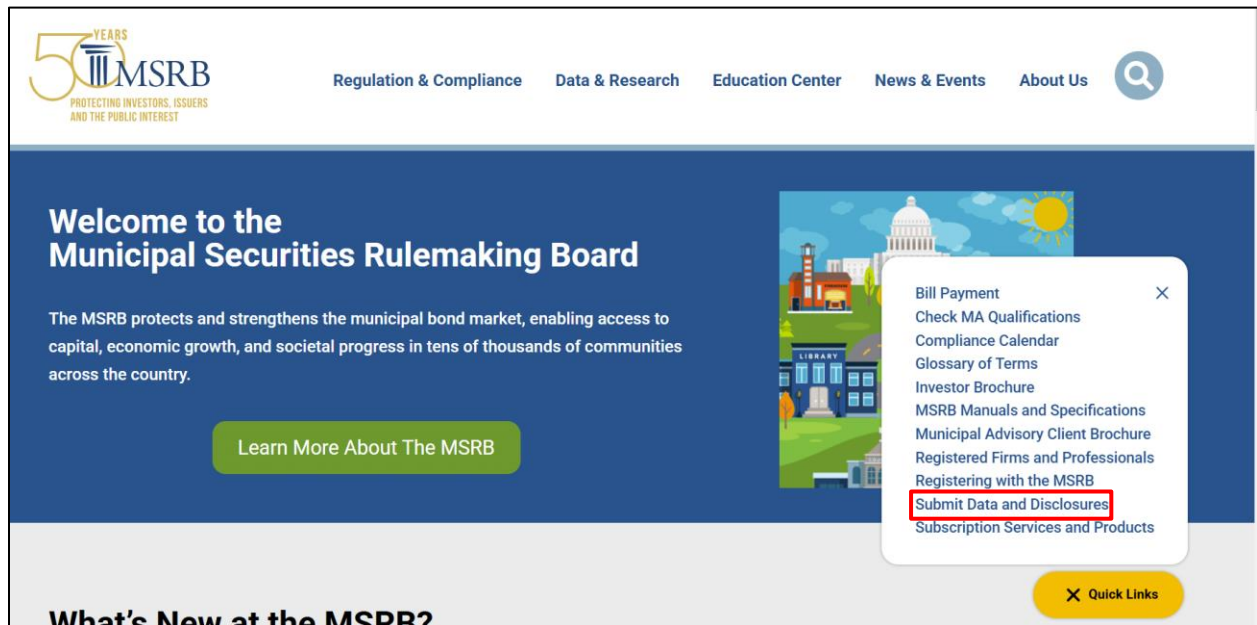 50 YEARS
MSRB
PROTECTING INVESTORS, ISSUERS
AND THE PUBLIC INTEREST
Regulation & Compliance Data & Research Education Center News & Events About Us
Welcome to the
Municipal Securities Rulemaking Board
The MSRB protects and strengthens the municipal bond market, enabling access to
capital, economic growth, and societal progress in tens of thousands of communities
across the country.
Learn More About The MSRB
LIBRARY
Bill Payment
Check MA Qualifications
Compliance Calendar
Glossary of Terms
Investor Brochure
MSRB Manuals and Specifications
Municipal Advisory Client Brochure
Registered Firms and Professionals
Registering with the MSRB
Submit Data and Disclosures
Subscription Services and Products
Quick Links
What's New at the MSRB?